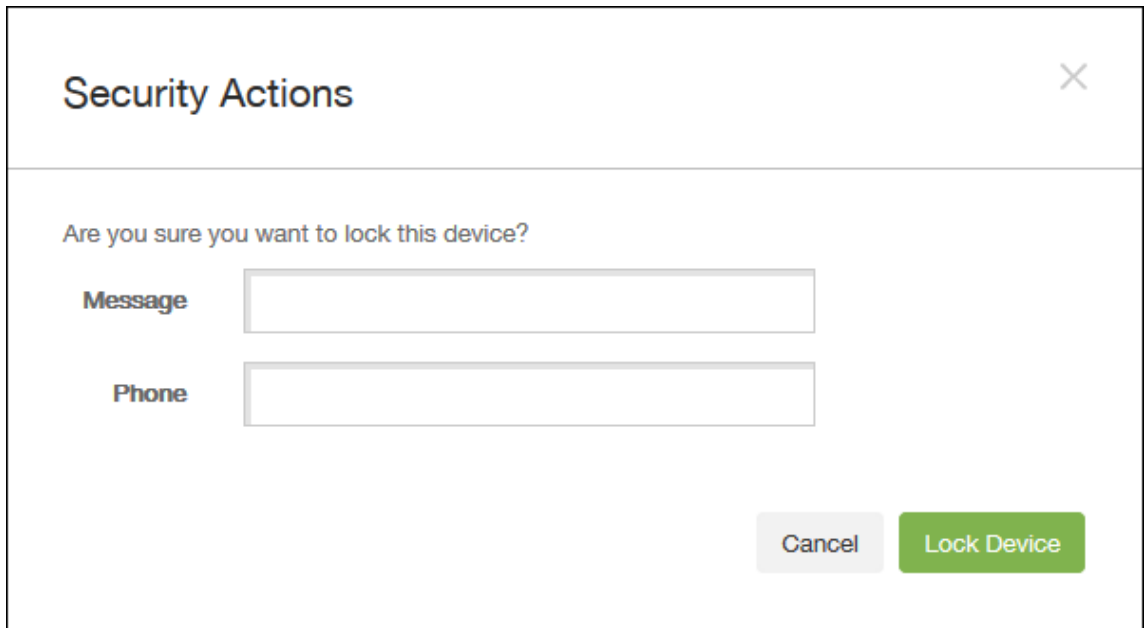 Security Actions
Are you sure you want to lock this device?
Message
Phone
Cancel Lock Device